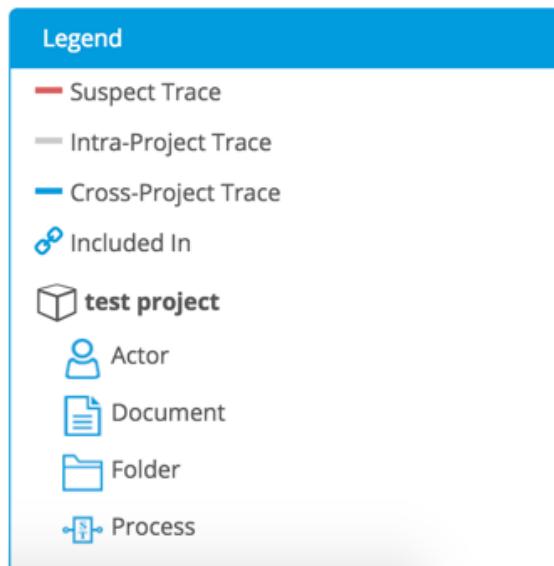 Legend
Suspect Trace
Intra-Project Trace
Cross-Project Trace
Included In
test project
Actor
Document
Folder
Process